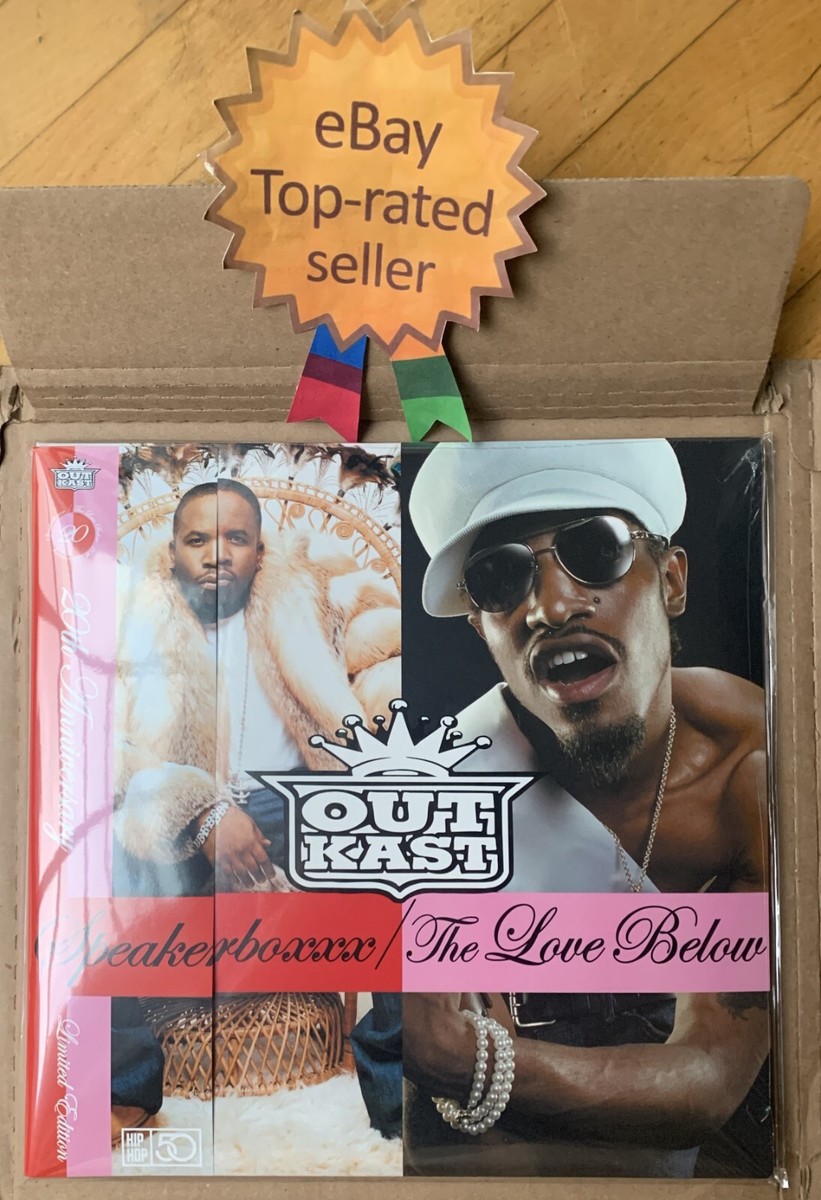 eBay
Top-rated
seller
OUT
KAST
20th Anniversary
Limited Edition
OUT
KAST
Speakerboxxx/The Love Below
HIP
HOP
50